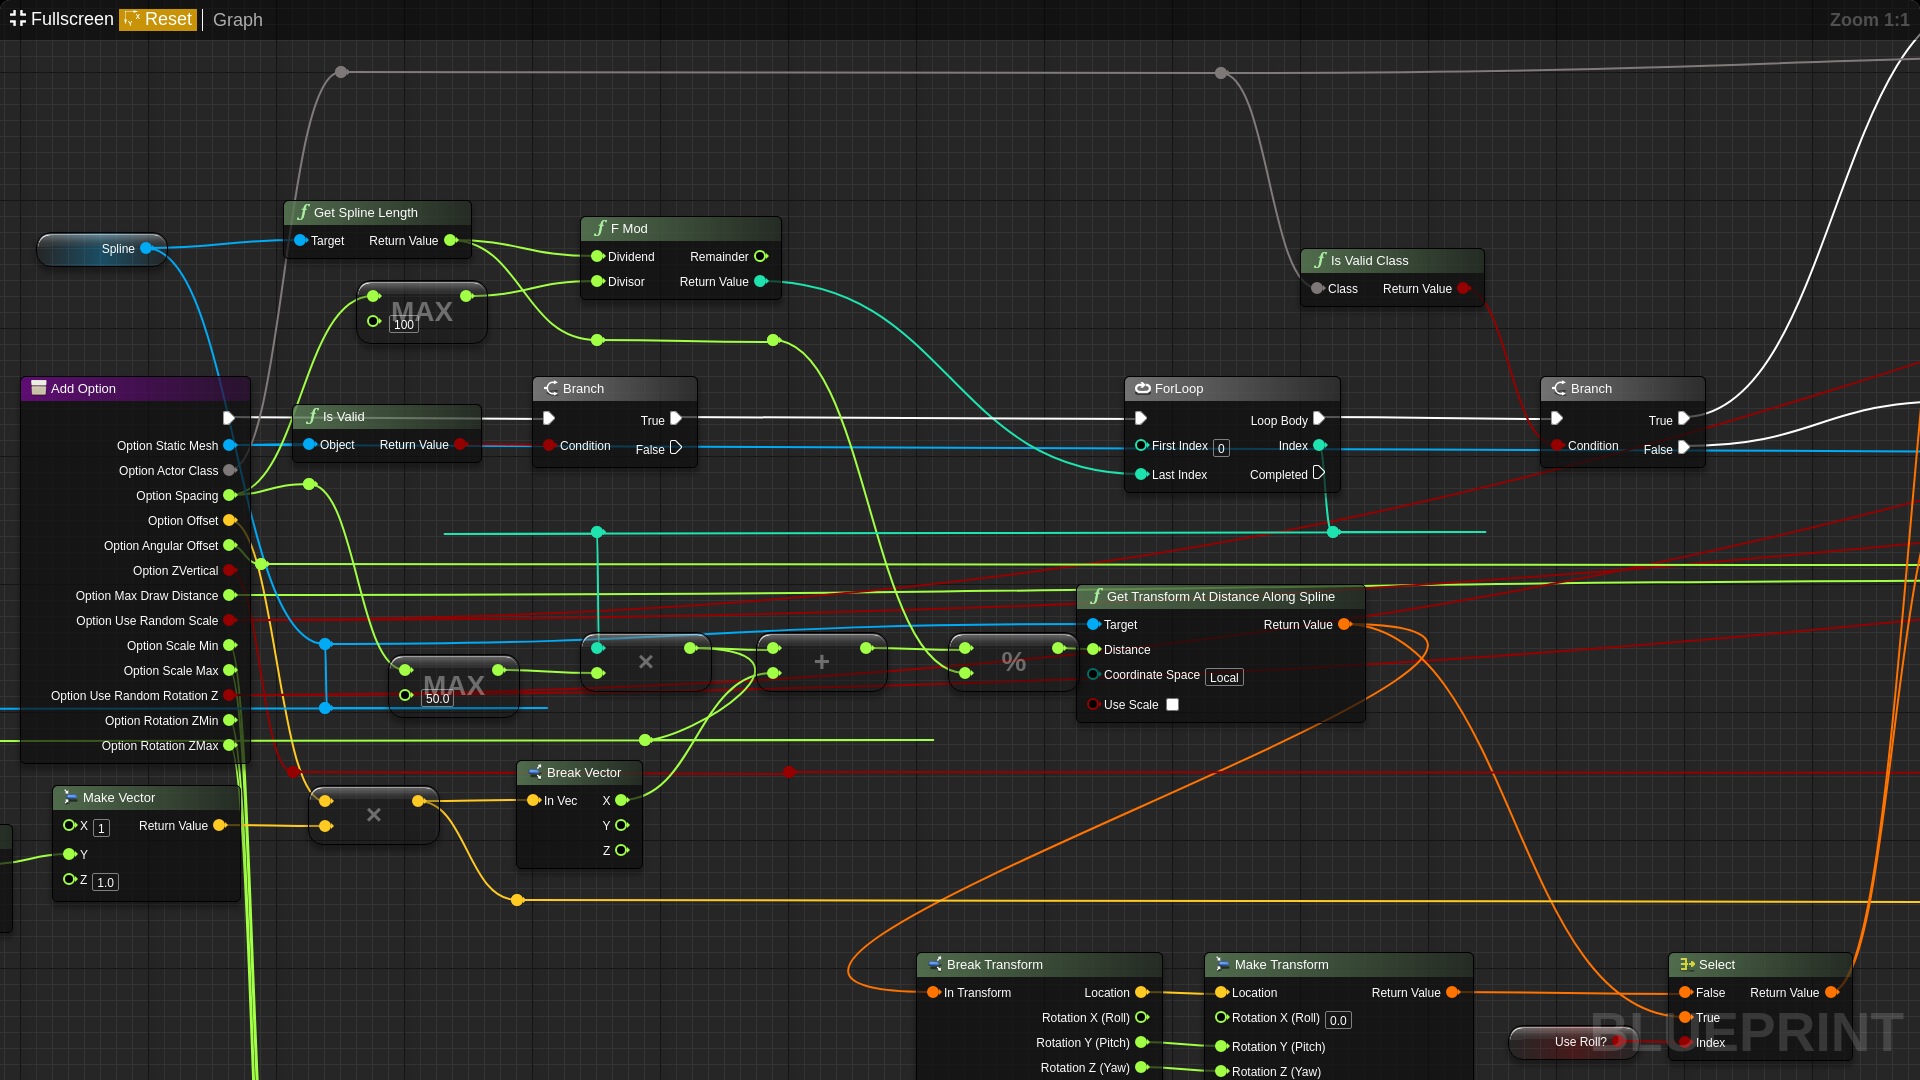 Fullscreen Reset Graph Zoom 1:1
Spline
Get Spline Length
Target Return Value
F Mod
Dividend Remainder
Divisor Return Value
MAX
100
Is Valid Class
Class Return Value
Add Option
Option Static Mesh
Option Actor Class
Option Spacing
Option Offset
Option Angular Offset
Option ZVertical
Option Max Draw Distance
Option Use Random Scale
Option Scale Min
Option Scale Max
Option Use Random Rotation Z
Option Rotation ZMin
Option Rotation ZMax
Is Valid
Object Return Value
Branch
True
Condition
False
ForLoop
Loop Body
First Index 0 Index
Last Index Completed
Branch
True
Condition
False
MAX
50.0
×
+
%
Get Transform At Distance Along Spline
Target Return Value
Distance
Coordinate Space Local
Use Scale
Make Vector
X 1 Return Value
Y
Z 1.0
×
Break Vector
In Vec X
Y
Z
Break Transform
In Transform Location
Rotation X (Roll)
Rotation Y (Pitch)
Rotation Z (Yaw)
Make Transform
Location Return Value
Rotation X (Roll) 0.0
Rotation Y (Pitch)
Rotation Z (Yaw)
Use Roll?
Select
False Return Value
True
Index
BLUEPRINT